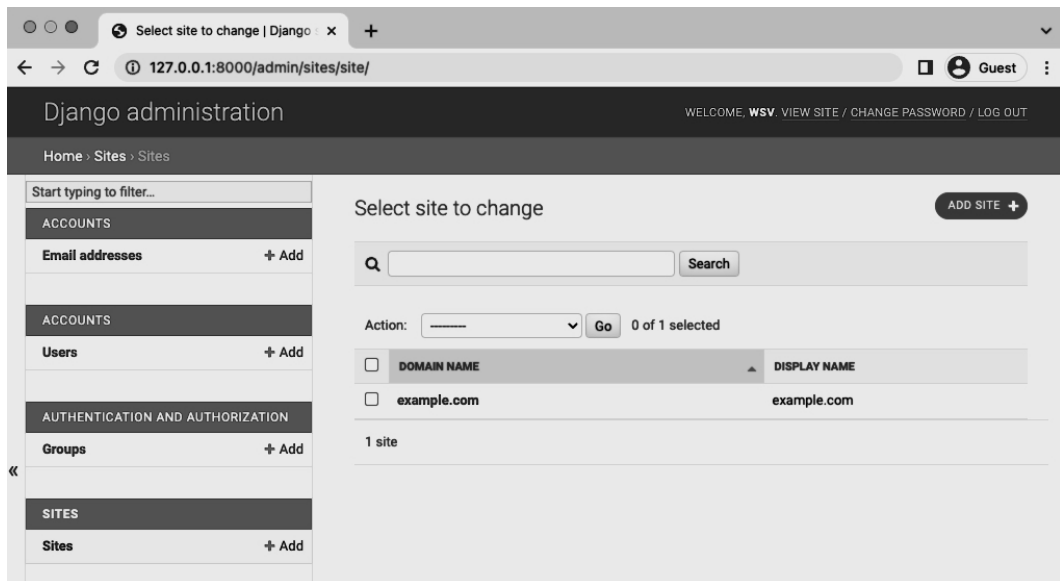 Select site to change | Django s
127.0.0.1:8000/admin/sites/site/
Guest
Django administration
WELCOME, WSV. VIEW SITE / CHANGE PASSWORD / LOG OUT
Home › Sites › Sites
Start typing to filter...
ACCOUNTS
Email addresses + Add
ACCOUNTS
Users + Add
AUTHENTICATION AND AUTHORIZATION
Groups + Add
SITES
Sites + Add
Select site to change
ADD SITE +
Search
Action: --------- Go 0 of 1 selected
DOMAIN NAME DISPLAY NAME
example.com example.com
1 site